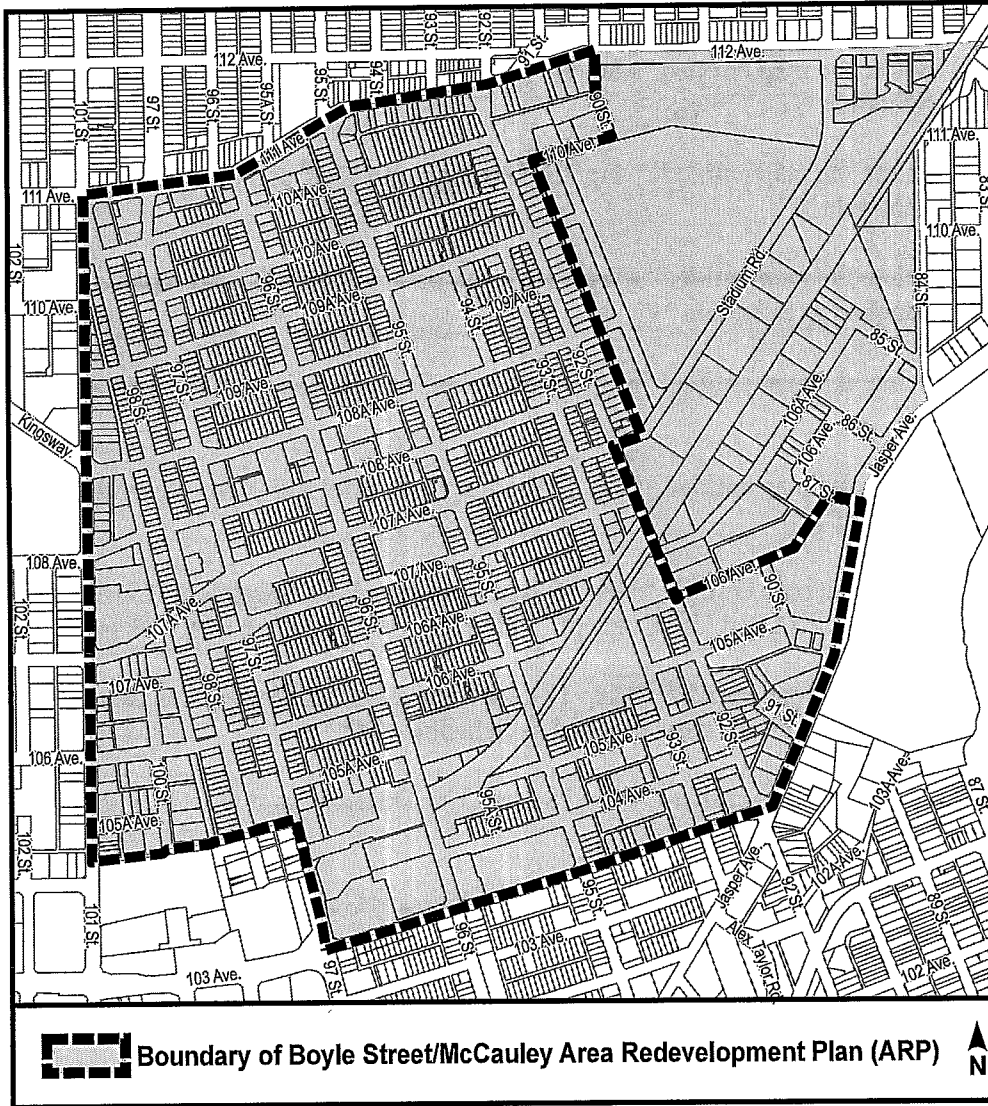 93 St.
92 St.
112 Ave.
91 St.
112 Ave.
95 St.
94 St.
101 St.
97 St.
96 St.
95A St.
111 Ave.
90 St.
110 Ave.
111 Ave.
83 St.
111 Ave.
110A Ave.
102 St.
110 Ave.
110 Ave.
96 St.
109A Ave.
110 Ave.
Stadium Rd.
84 St.
94 St.
109 Ave.
95 St.
85 St.
97 St.
109 Ave.
98 St.
93 St.
92 St.
108A Ave.
106A Ave.
86 St.
Kingsway
106 Ave.
Jasper Ave.
108 Ave.
87 St.
107A Ave.
108 Ave.
107 Ave.
95 St.
106 Ave.
90 St.
102 St.
107A Ave.
96 St.
106A Ave.
105A Ave.
97 St.
107 Ave.
98 St.
106 Ave.
91 St.
92 St.
93 St.
105 Ave.
106 Ave.
100 St.
105A Ave.
103A Ave.
87 St.
95 St.
104 Ave.
105A Ave.
102 St.
101 St.
Jasper Ave.
92 St.
102A Ave.
95 St.
89 St.
96 St.
103 Ave.
Alex Taylor Rd.
103 Ave.
97 St.
102 Ave.
Boundary of Boyle Street/McCauley Area Redevelopment Plan (ARP)
N